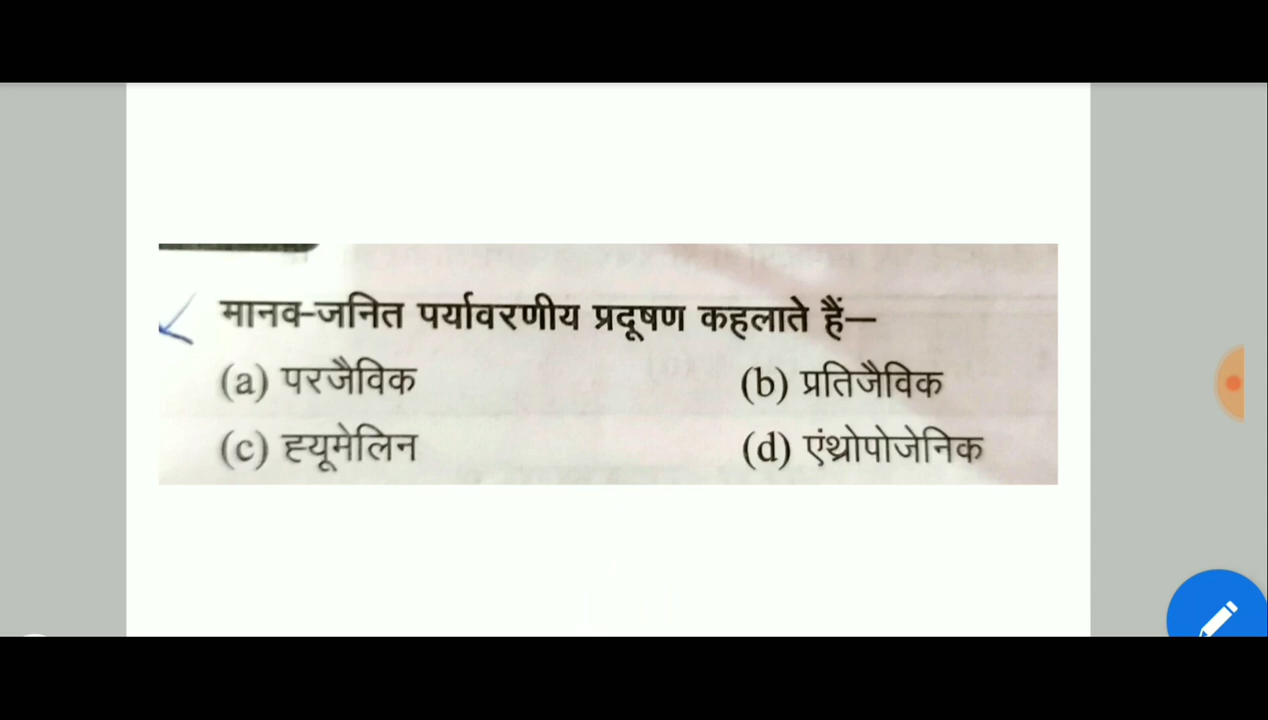 मानव-जनित पर्यावरणीय प्रदूषण कहलाते हैं—
(a) परजैविक (b) प्रतिजैविक
(c) ह्यूमेलिन (d) एंथ्रोपोजेनिक